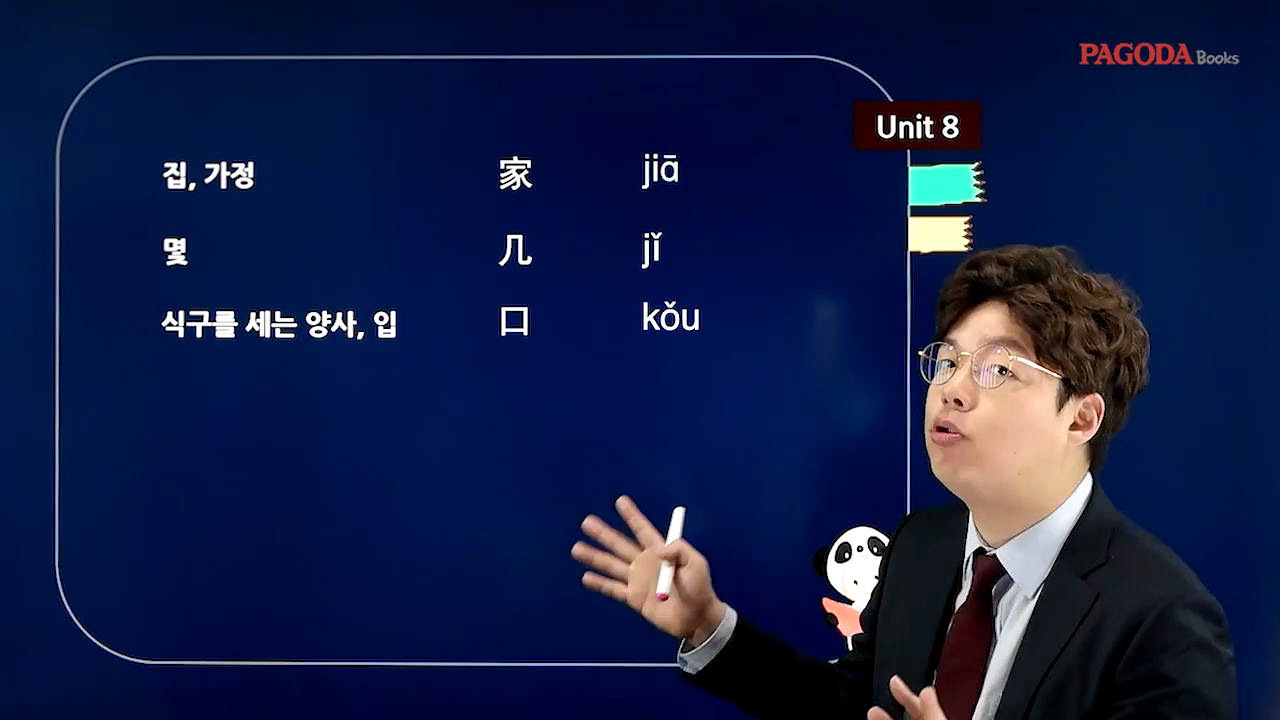 PAGODA Books
Unit 8
집, 가정 家 jiā
몇 几 jǐ
식구를 세는 양사, 입 口 kǒu